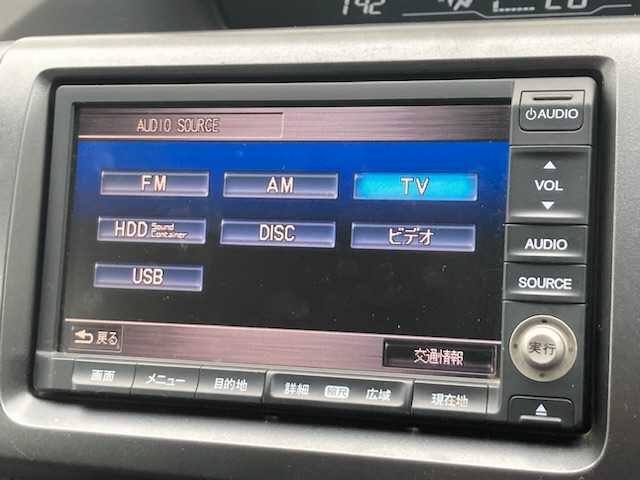 AUDIO SOURCE
FM AM TV
HDD Sound Container DISC ビデオ
USB
戻る
交通情報
画面 メニュー 目的地 詳細 縮尺 広域 現在地
AUDIO
VOL
AUDIO
SOURCE
実行